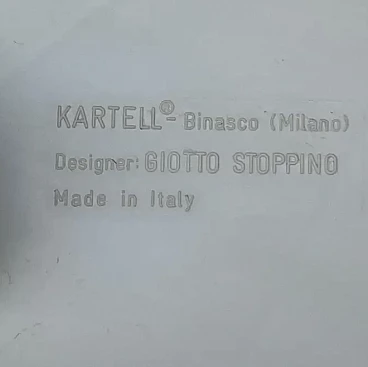 KARTELL®- Binasco (Milano)
Designer: GIOTTO STOPPINO
Made in Italy